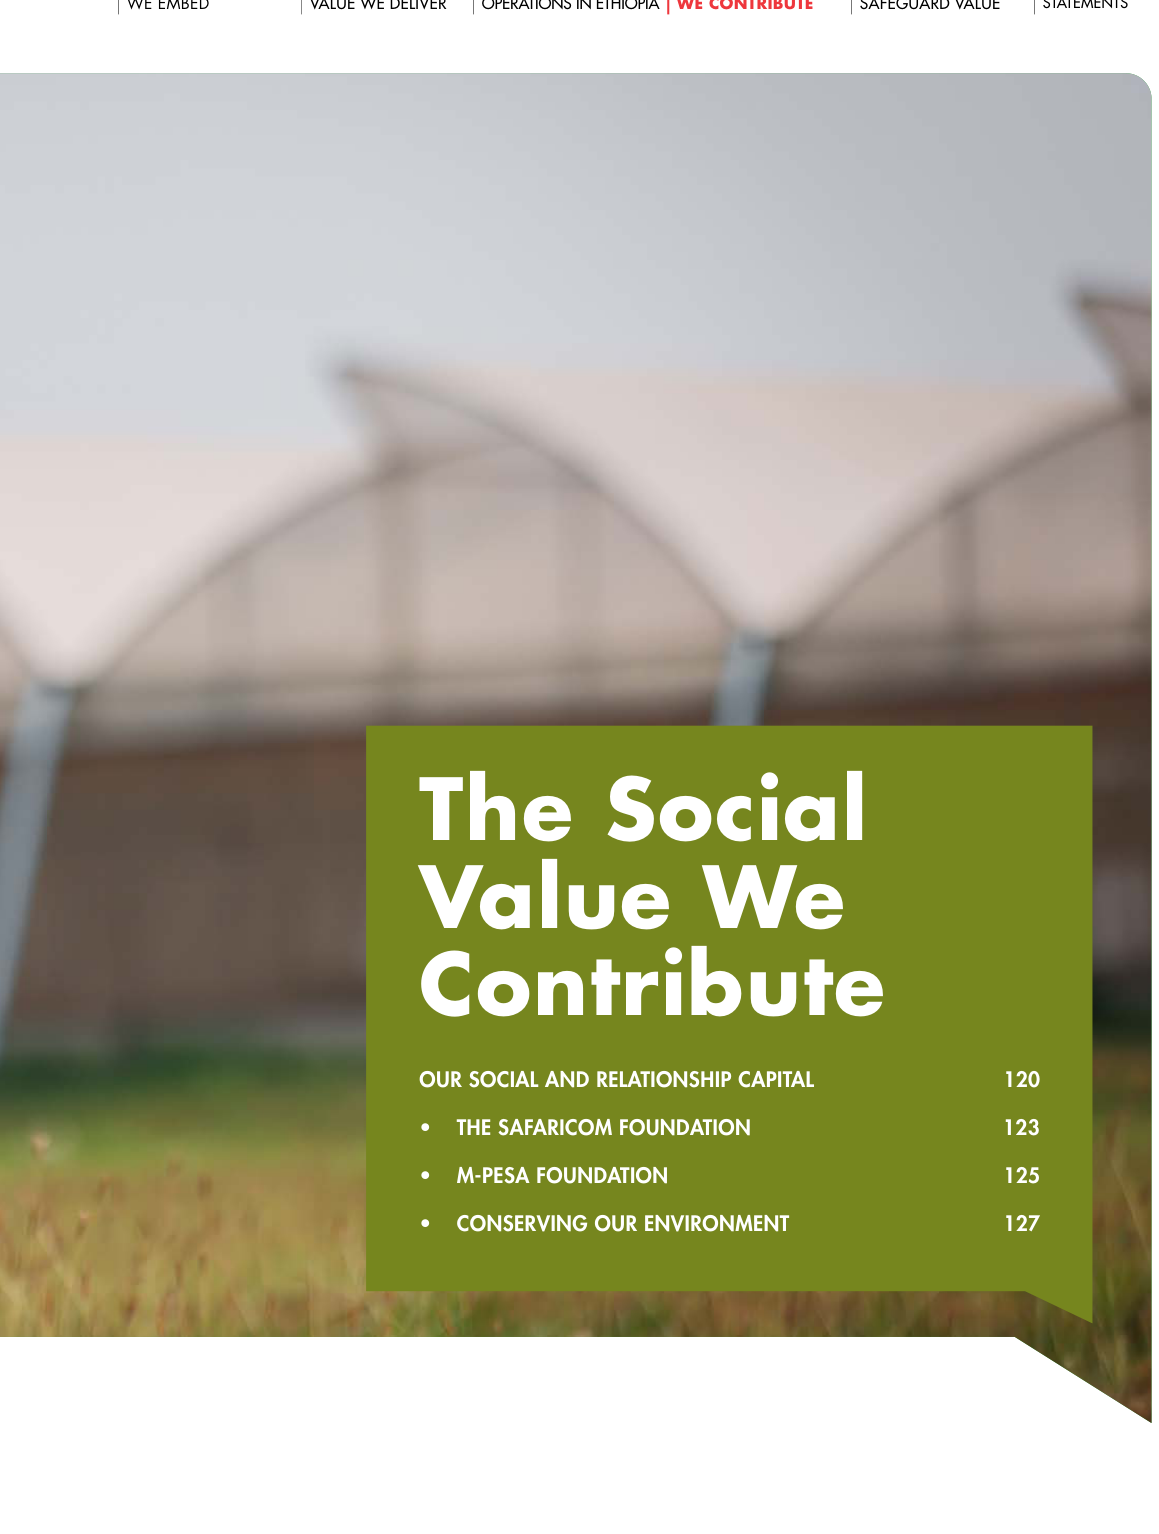 WE EMBED
VALUE WE DELIVER
OPERATIONS IN ETHIOPIA
WE CONTRIBUTE
SAFEGUARD VALUE
STATEMENTS
The Social
Value We
Contribute
OUR SOCIAL AND RELATIONSHIP CAPITAL 120
• THE SAFARICOM FOUNDATION 123
• M-PESA FOUNDATION 125
• CONSERVING OUR ENVIRONMENT 127